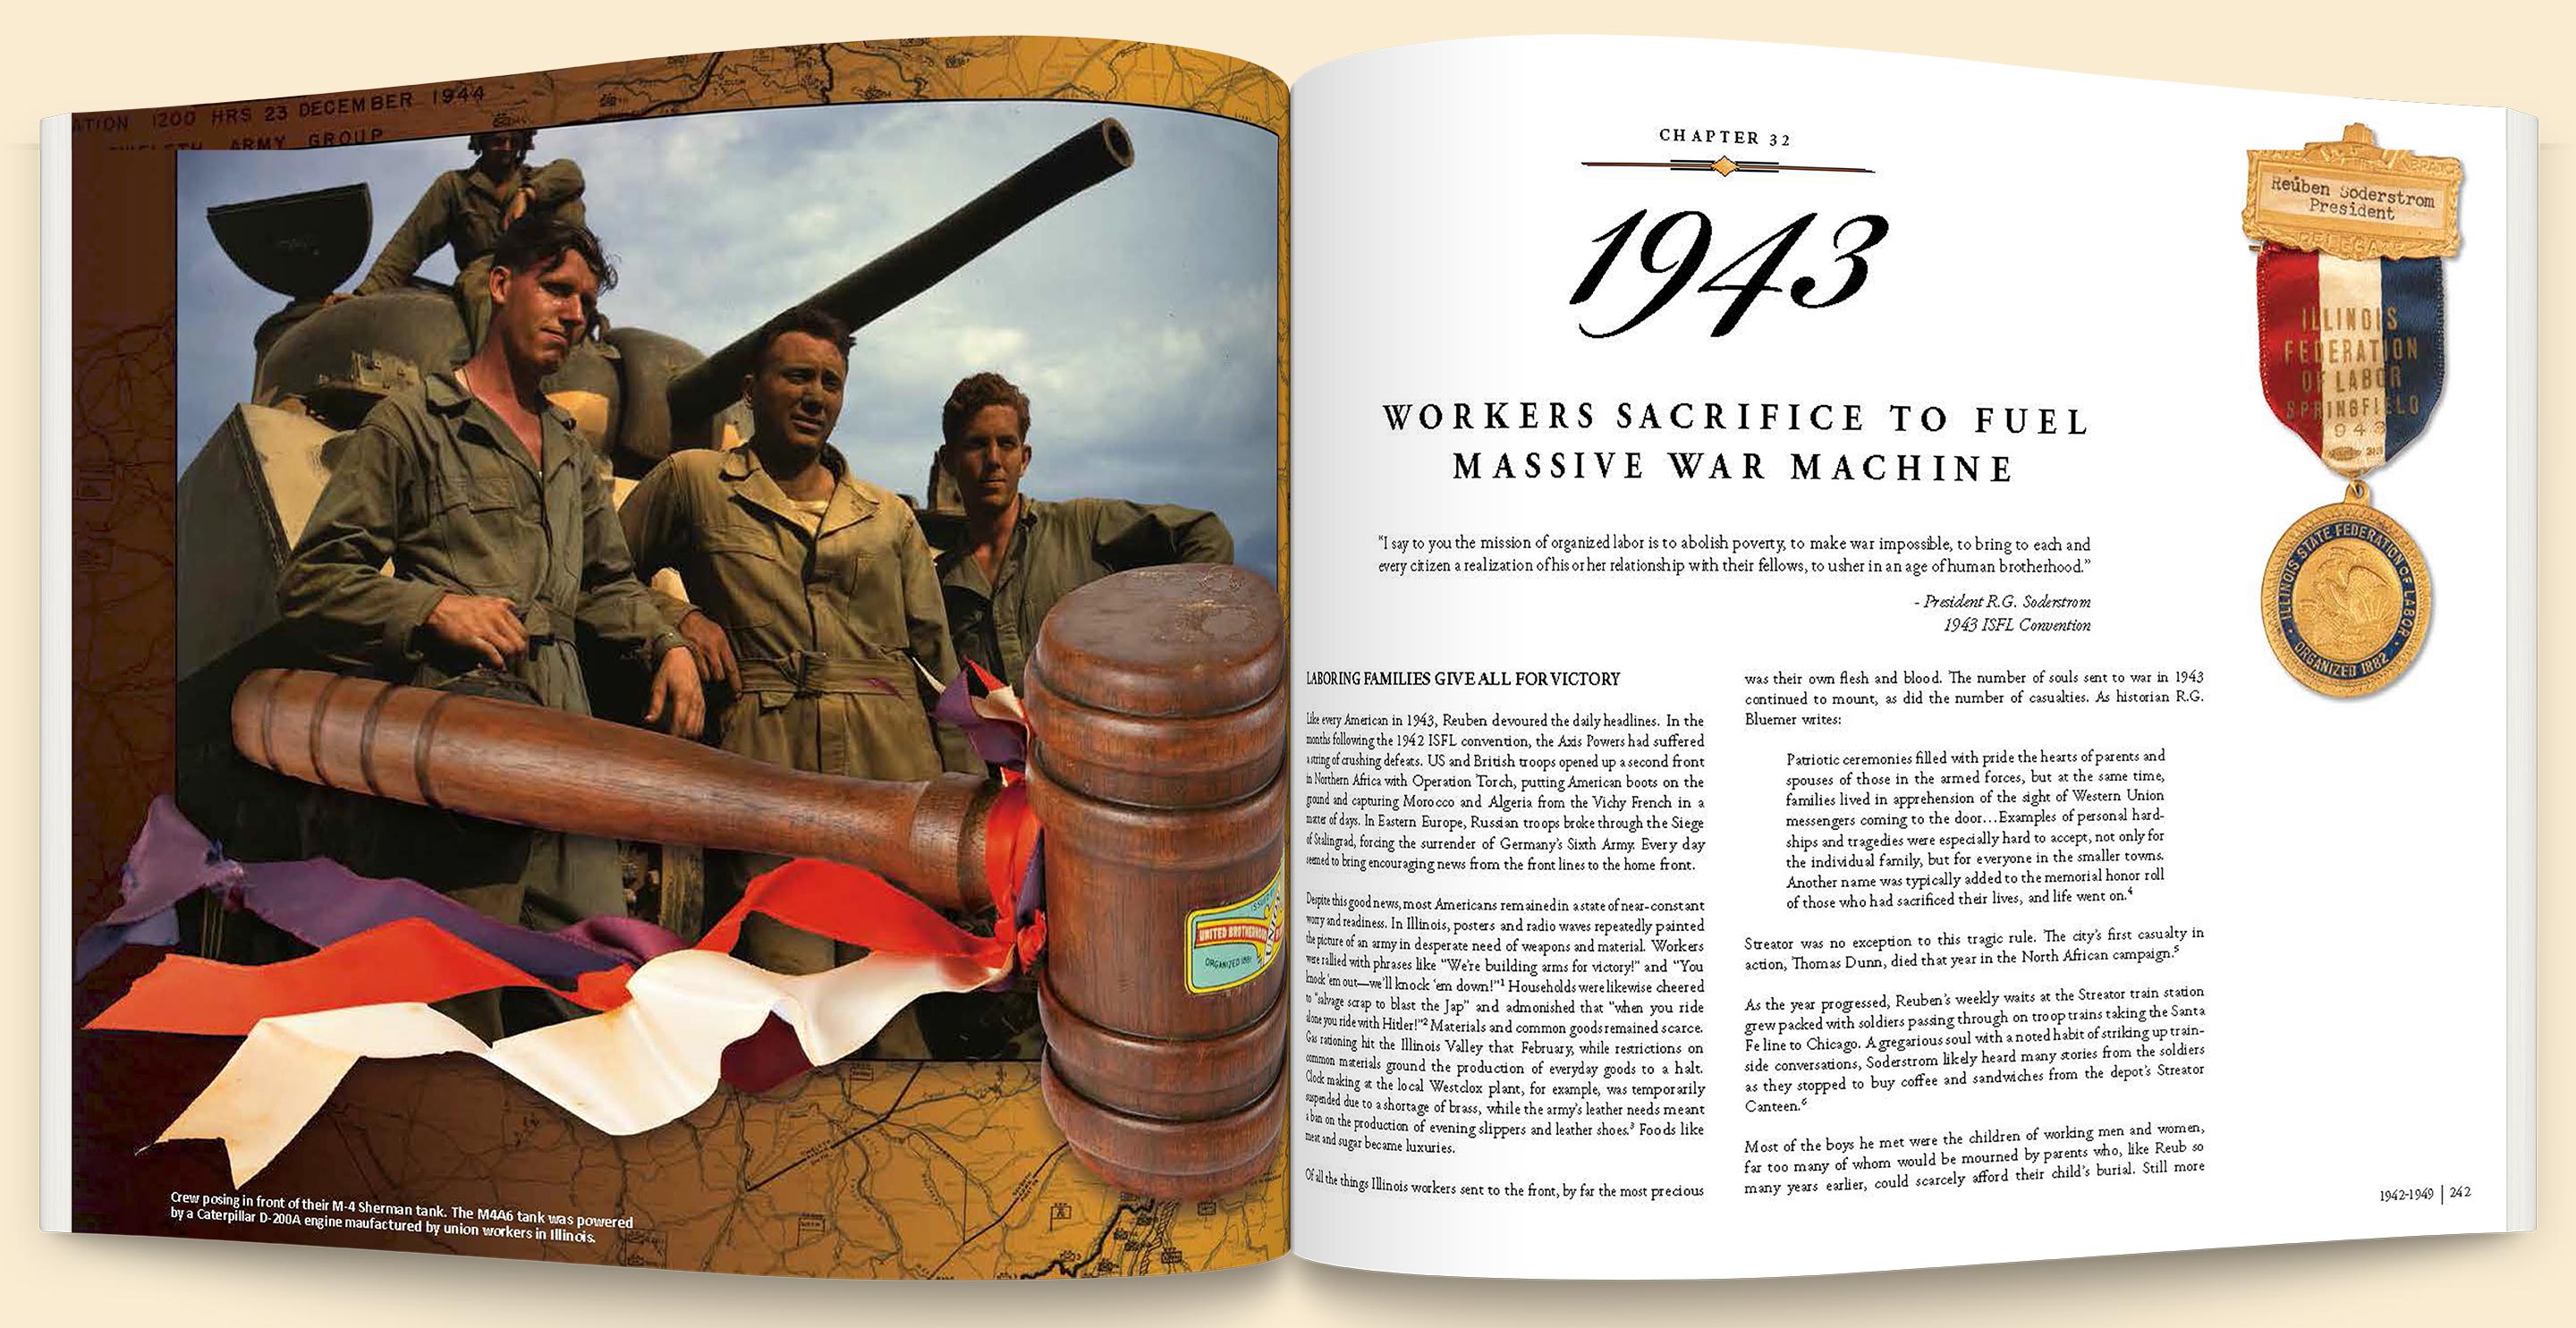 ATION 1200 HRS 23 DECEMBER 1944
ARMY GROUP
UNITED BROTHERHOOD
ORGANIZED 1881
Crew posing in front of their M-4 Sherman tank. The M4A6 tank was powered
by a Caterpillar D-200A engine maufactured by union workers in Illinois.
CHAPTER 32
1943
WORKERS SACRIFICE TO FUEL
MASSIVE WAR MACHINE
“I say to you the mission of organized labor is to abolish poverty, to make war impossible, to bring to each and
every citizen a realization of his or her relationship with their fellows, to usher in an age of human brotherhood.”
- President R.G. Soderstrom
1943 ISFL Convention
LABORING FAMILIES GIVE ALL FOR VICTORY
Like every American in 1943, Reuben devoured the daily headlines. In the
months following the 1942 ISFL convention, the Axis Powers had suffered
a string of crushing defeats. US and British troops opened up a second front
in Northern Africa with Operation Torch, putting American boots on the
ground and capturing Morocco and Algeria from the Vichy French in a
matter of days. In Eastern Europe, Russian troops broke through the Siege
of Stalingrad, forcing the surrender of Germany’s Sixth Army. Every day
seemed to bring encouraging news from the front lines to the home front.
Despite this good news, most Americans remained in a state of near-constant
worry and readiness. In Illinois, posters and radio waves repeatedly painted
the picture of an army in desperate need of weapons and material. Workers
were rallied with phrases like “We’re building arms for victory!” and “You
knock ‘em out—we’ll knock ‘em down!”¹ Households were likewise cheered
to “salvage scrap to blast the Jap” and admonished that “when you ride
alone you ride with Hitler!”² Materials and common goods remained scarce.
Gas rationing hit the Illinois Valley that February, while restrictions on
common materials ground the production of everyday goods to a halt.
Clock making at the local Westclox plant, for example, was temporarily
suspended due to a shortage of brass, while the army’s leather needs meant
a ban on the production of evening slippers and leather shoes.³ Foods like
meat and sugar became luxuries.
Of all the things Illinois workers sent to the front, by far the most precious
was their own flesh and blood. The number of souls sent to war in 1943
continued to mount, as did the number of casualties. As historian R.G.
Bluemer writes:
Patriotic ceremonies filled with pride the hearts of parents and
spouses of those in the armed forces, but at the same time,
families lived in apprehension of the sight of Western Union
messengers coming to the door…Examples of personal hard-
ships and tragedies were especially hard to accept, not only for
the individual family, but for everyone in the smaller towns.
Another name was typically added to the memorial honor roll
of those who had sacrificed their lives, and life went on.⁴
Streator was no exception to this tragic rule. The city’s first casualty in
action, Thomas Dunn, died that year in the North African campaign.⁵
As the year progressed, Reuben’s weekly waits at the Streator train station
grew packed with soldiers passing through on troop trains taking the Santa
Fe line to Chicago. A gregarious soul with a noted habit of striking up train-
side conversations, Soderstrom likely heard many stories from the soldiers
as they stopped to buy coffee and sandwiches from the depot’s Streator
Canteen.⁶
Most of the boys he met were the children of working men and women,
far too many of whom would be mourned by parents who, like Reub so
many years earlier, could scarcely afford their child’s burial. Still more
1942-1949 | 242
Reuben Soderstrom
President
DELEGATE
ILLINOIS
FEDERATION
OF LABOR
SPRINGFIELD
1943
ILLINOIS STATE FEDERATION OF LABOR
ORGANIZED 1882